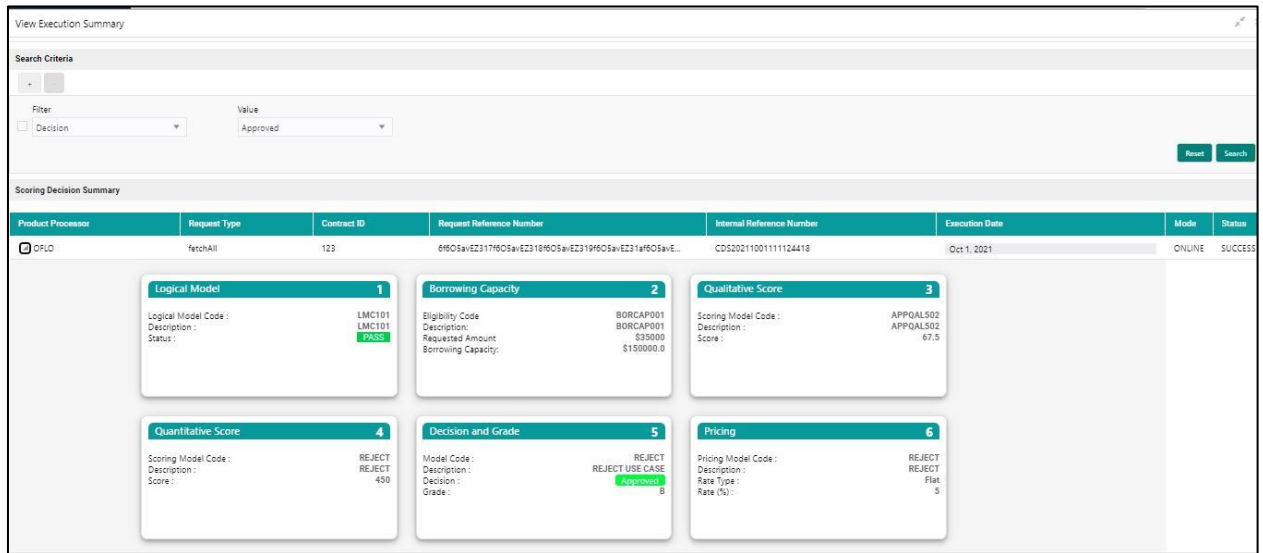 View Execution Summary
Search Criteria
+ -
Filter Value
Decision Approved
Reset Search
Scoring Decision Summary
Product Processor Request Type Contract ID Request Reference Number Internal Reference Number Execution Date Mode Status
OFLO fetchAll 123 6f6O5avEZ317f6O5avEZ318f6O5avEZ319f6O5avEZ31af6O5avE... CDS20211001111124418 Oct 1, 2021 ONLINE SUCCESS
Logical Model 1
Logical Model Code : LMC101
Description : LMC101
Status : PASS
Borrowing Capacity 2
Eligibility Code BORCAP001
Description: BORCAP001
Requested Amount $35000
Borrowing Capacity: $150000.0
Qualitative Score 3
Scoring Model Code : APPQAL502
Description : APPQAL502
Score : 67.5
Quantitative Score 4
Scoring Model Code : REJECT
Description : REJECT
Score : 450
Decision and Grade 5
Model Code : REJECT
Description : REJECT USE CASE
Decision : Approved
Grade : B
Pricing 6
Pricing Model Code : REJECT
Description : REJECT
Rate Type : Flat
Rate (%) : 5